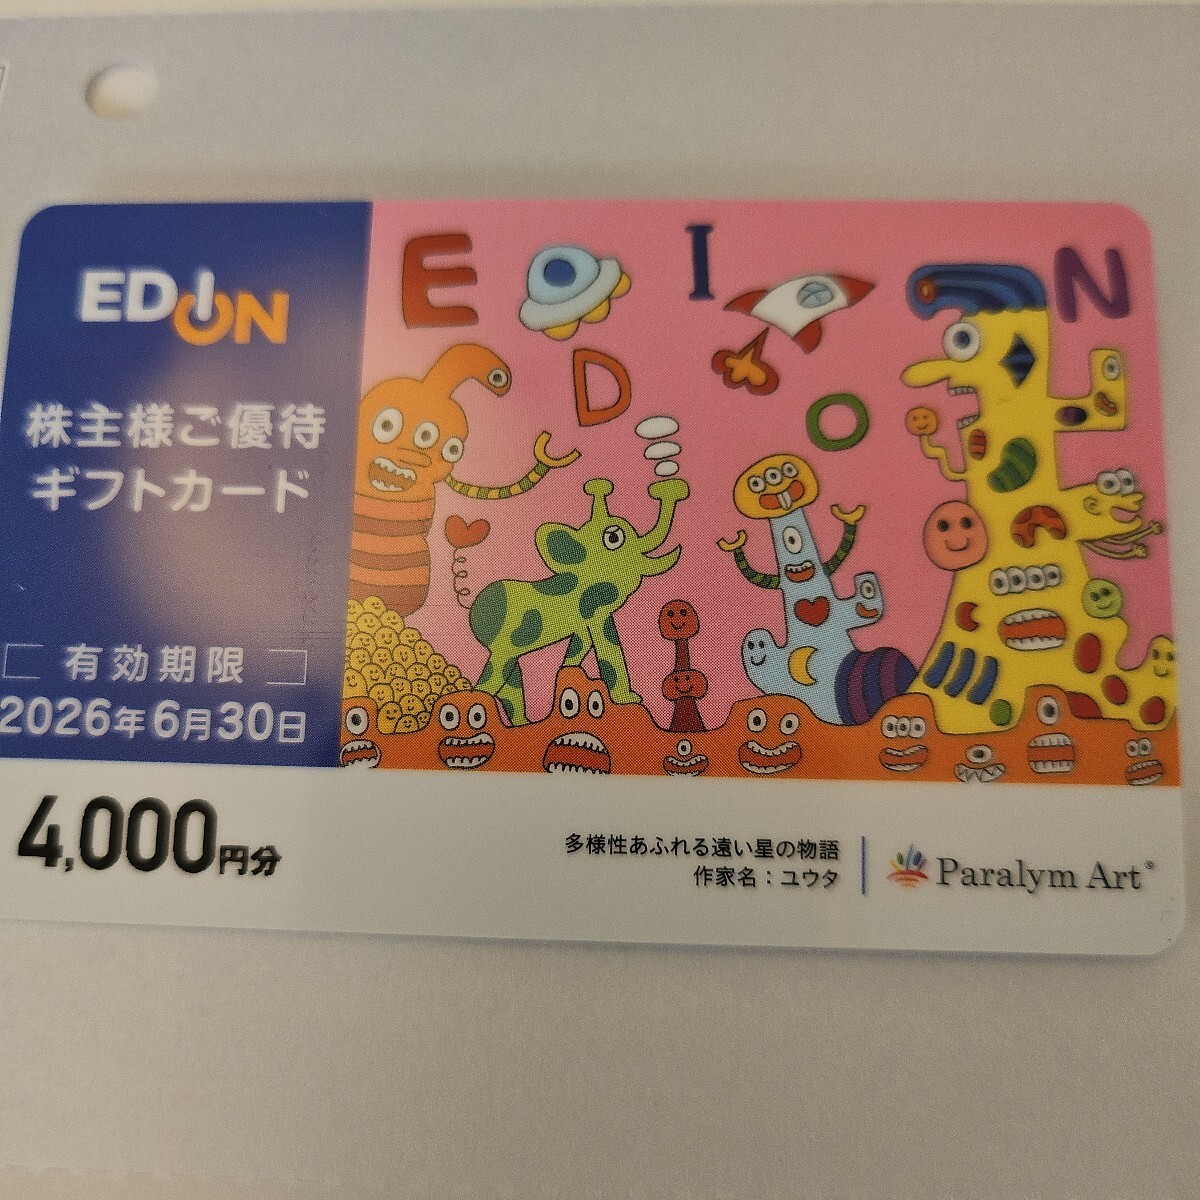 EDION
株主様ご優待
ギフトカード
有効期限
2026年6月30日
E D I O N
4,000円分
多様性あふれる遠い星の物語
作家名：ユウタ
Paralym Art®